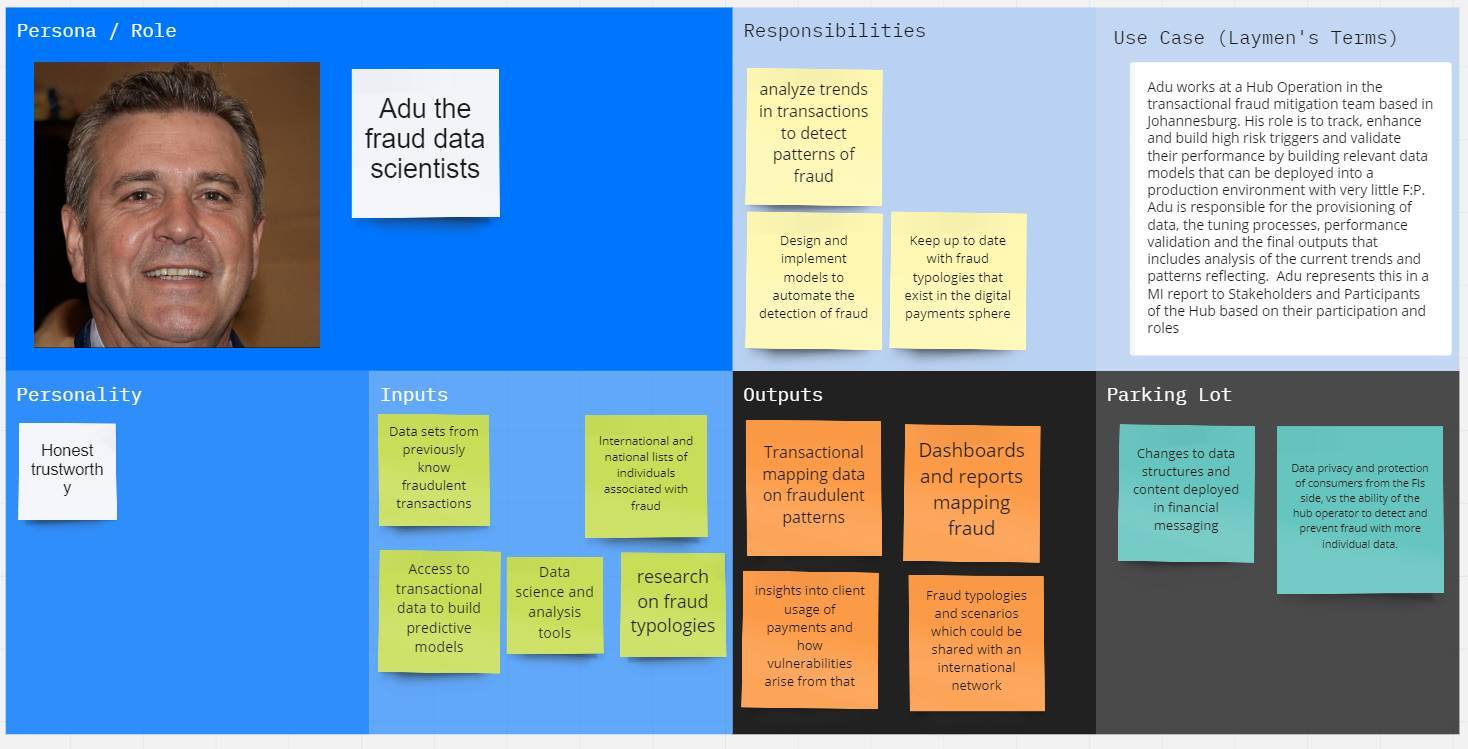 Persona / Role
Adu the
fraud data
scientists
Responsibilities
analyze trends
in transactions
to detect
patterns of
fraud
Design and
implement
models to
automate the
detection of fraud
Keep up to date
with fraud
typologies that
exist in the digital
payments sphere
Use Case (Laymen's Terms)
Adu works at a Hub Operation in the
transactional fraud mitigation team based in
Johannesburg. His role is to track, enhance
and build high risk triggers and validate
their performance by building relevant data
models that can be deployed into a
production environment with very little F:P.
Adu is responsible for the provisioning of
data, the tuning processes, performance
validation and the final outputs that
includes analysis of the current trends and
patterns reflecting.  Adu represents this in a
MI report to Stakeholders and Participants
of the Hub based on their participation and
roles
Personality
Honest
trustworth
y
Inputs
Data sets from
previously
know
fraudulent
transactions
International and
national lists of
individuals
associated with
fraud
Access to
transactional
data to build
predictive
models
Data
science and
analysis
tools
research
on fraud
typologies
Outputs
Transactional
mapping data
on fraudulent
patterns
Dashboards
and reports
mapping
fraud
insights into client
usage of
payments and
how
vulnerabilities
arise from that
Fraud typologies
and scenarios
which could be
shared with an
international
network
Parking Lot
Changes to data
structures and
content deployed
in financial
messaging
Data privacy and protection
of consumers from the FIs
side, vs the ability of the
hub operator to detect and
prevent fraud with more
individual data.